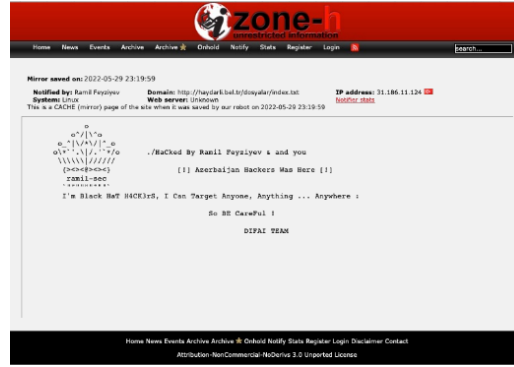 zone-h
unrestricted information
Home News Events Archive Archive ★ Onhold Notify Stats Register Login
search...
Mirror saved on: 2022-05-29 23:19:59
Notified by: Ramil Feyziyev Domain: http://haydarli.bel.tr/dosyalar/index.txt IP address: 31.186.11.124
System: Linux Web server: Unknown Notifier stats
This is a CACHE (mirror) page of the site when it was saved by our robot on 2022-05-29 23:19:59
./HaCked By Ramil Feyziyev & and you
[!] Azerbaijan Hackers Was Here [!]
ramil-sec
I'm Black HaT H4CK3rS, I Can Target Anyone, Anything ... Anywhere :
So BE CareFul !
DIFAI TEAM
Home News Events Archive Archive ★ Onhold Notify Stats Register Login Disclaimer Contact
Attribution-NonCommercial-NoDerivs 3.0 Unported License